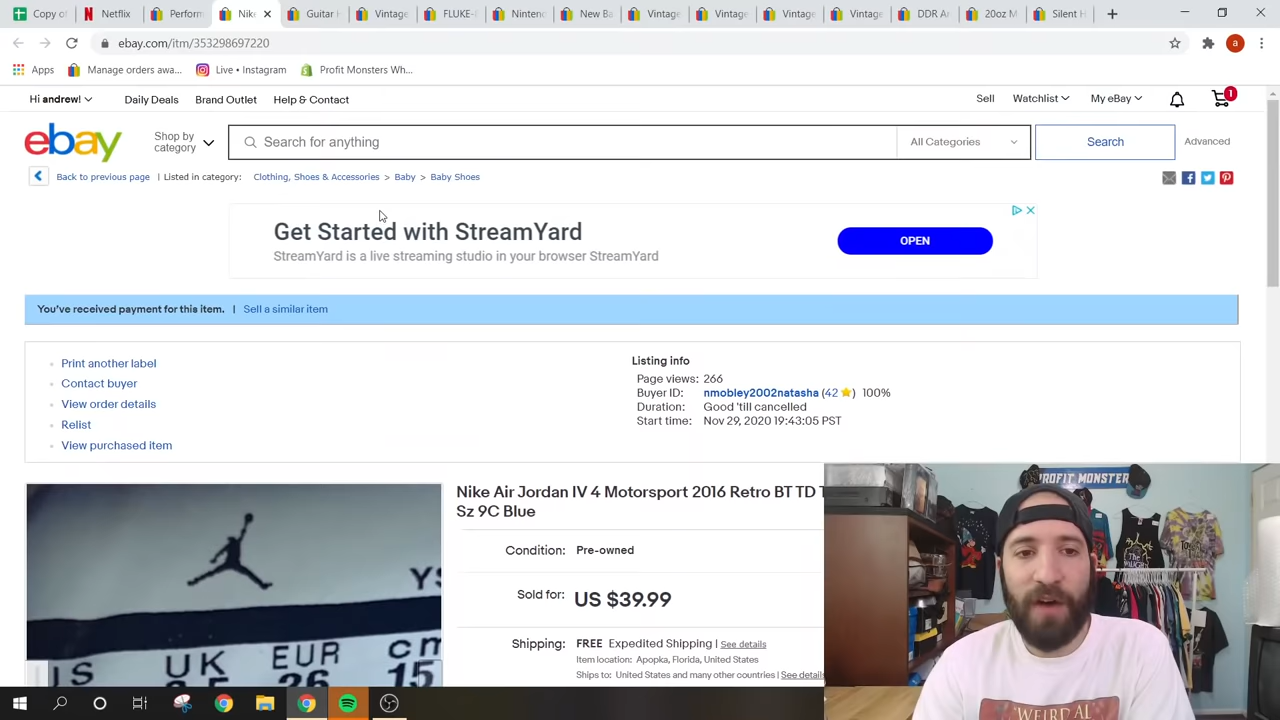 Copy of
Netflix
Perform
Nike
Guitar H
Vintage
FLUKE-
Nintend
New Ba
Vintage
Vintage
Vintage
Vintage
DDR Ar
20oz M
Silent H
ebay.com/itm/353298697220
a
Apps
Manage orders awa...
Live • Instagram
Profit Monsters Wh...
Hi andrew!
Daily Deals
Brand Outlet
Help & Contact
Sell
Watchlist
My eBay
1
ebay
Shop by
category
Search for anything
All Categories
Search
Advanced
Back to previous page | Listed in category: Clothing, Shoes & Accessories > Baby > Baby Shoes
Get Started with StreamYard
StreamYard is a live streaming studio in your browser StreamYard
OPEN
You've received payment for this item. | Sell a similar item
Print another label
Contact buyer
View order details
Relist
View purchased item
Listing info
Page views: 266
Buyer ID: nmobley2002natasha (42 ) 100%
Duration: Good 'till cancelled
Start time: Nov 29, 2020 19:43:05 PST
Nike Air Jordan IV 4 Motorsport 2016 Retro BT TD T
Sz 9C Blue
Condition: Pre-owned
Sold for: US $39.99
Shipping: FREE Expedited Shipping | See details
Item location: Apopka, Florida, United States
Ships to: United States and many other countries | See details
UK
EUR
cm
26
15
PROFIT MONSTER
WEIRD AL